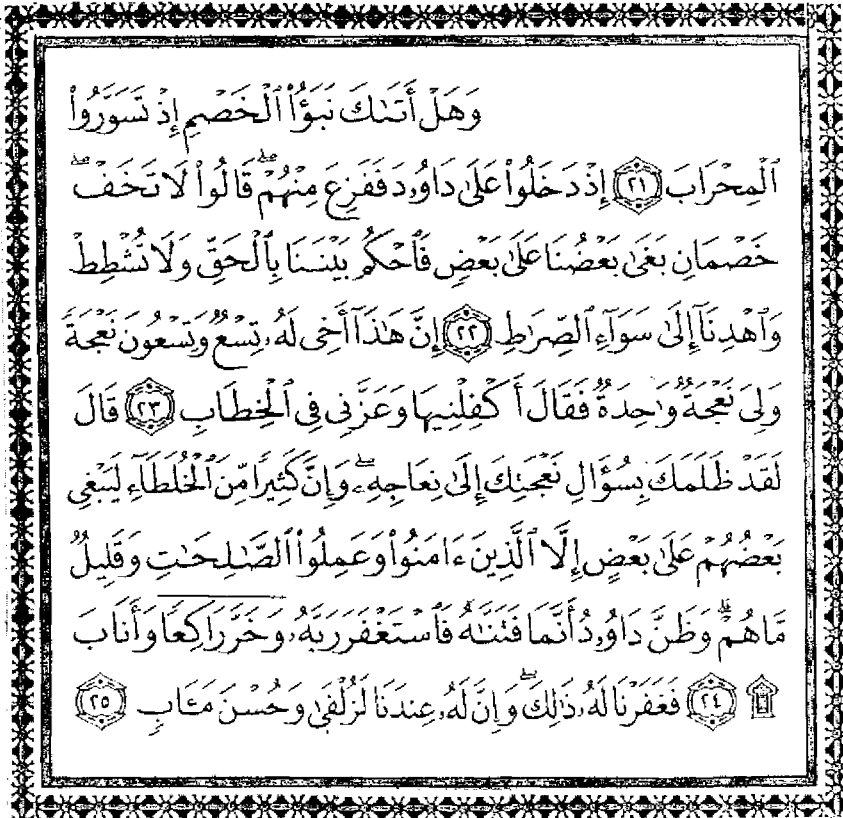 وَهَلْ أَتَىٰكَ نَبَؤُا۟ ٱلْخَصْمِ إِذْ تَسَوَّرُوا۟
ٱلْمِحْرَابَ ٢١ إِذْ دَخَلُوا۟ عَلَىٰ دَاوُۥدَ فَفَزِعَ مِنْهُمْ ۖ قَالُوا۟ لَا تَخَفْ ۖ
خَصْمَانِ بَغَىٰ بَعْضُنَا عَلَىٰ بَعْضٍ فَٱحْكُم بَيْنَنَا بِٱلْحَقِّ وَلَا تُشْطِطْ
وَٱهْدِنَآ إِلَىٰ سَوَآءِ ٱلصِّرَٰطِ ٢٢ إِنَّ هَٰذَآ أَخِى لَهُۥ تِسْعٌ وَتِسْعُونَ نَعْجَةً
وَلِىَ نَعْجَةٌ وَٰحِدَةٌ فَقَالَ أَكْفِلْنِيهَا وَعَزَّنِى فِى ٱلْخِطَابِ ٢٣ قَالَ
لَقَدْ ظَلَمَكَ بِسُؤَالِ نَعْجَتِكَ إِلَىٰ نِعَاجِهِۦ ۖ وَإِنَّ كَثِيرًا مِّنَ ٱلْخُلَطَآءِ لَيَبْغِى
بَعْضُهُمْ عَلَىٰ بَعْضٍ إِلَّا ٱلَّذِينَ ءَامَنُوا۟ وَعَمِلُوا۟ ٱلصَّٰلِحَٰتِ وَقَلِيلٌ
مَّا هُمْ ۗ وَظَنَّ دَاوُۥدُ أَنَّمَا فَتَنَّٰهُ فَٱسْتَغْفَرَ رَبَّهُۥ وَخَرَّ رَاكِعًا وَأَنَابَ
۩ ٢٤ فَغَفَرْنَا لَهُۥ ذَٰلِكَ ۖ وَإِنَّ لَهُۥ عِندَنَا لَزُلْفَىٰ وَحُسْنَ مَـَٔابٍ ٢٥